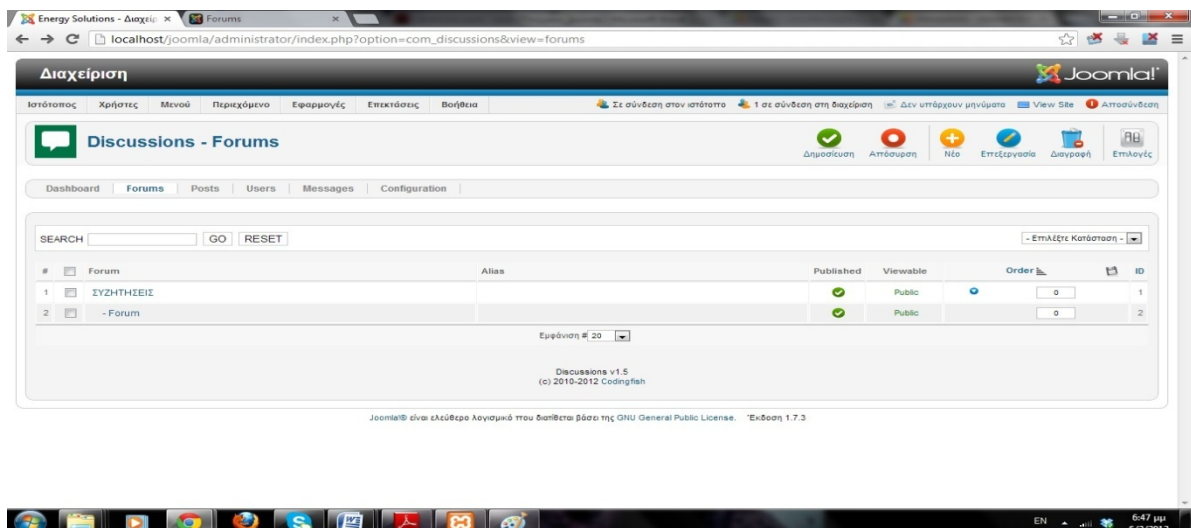 Energy Solutions - Διαχείρ
Forums
localhost/joomla/administrator/index.php?option=com_discussions&view=forums
Διαχείριση
Joomla!
Ιστότοπος Χρήστες Μενού Περιεχόμενο Εφαρμογές Επεκτάσεις Βοήθεια Σε σύνδεση στον ιστότοπο 1 σε σύνδεση στη διαχείριση Δεν υπάρχουν μηνύματα View Site Αποσύνδεση
Discussions - Forums
Δημοσίευση Απόσυρση Νέο Επεξεργασία Διαγραφή Επιλογές
Dashboard Forums Posts Users Messages Configuration
SEARCH GO RESET - Επιλέξτε Κατάσταση -
# Forum Alias Published Viewable Order ID
1 ΣΥΖΗΤΗΣΕΙΣ Public 0 1
2 - Forum Public 0 2
Εμφάνιση # 20
Discussions v1.5
(c) 2010-2012 Codingfish
Joomla!® είναι ελεύθερο λογισμικό που διατίθεται βάσει της GNU General Public License. Έκδοση 1.7.3
EN 6:47 μμ